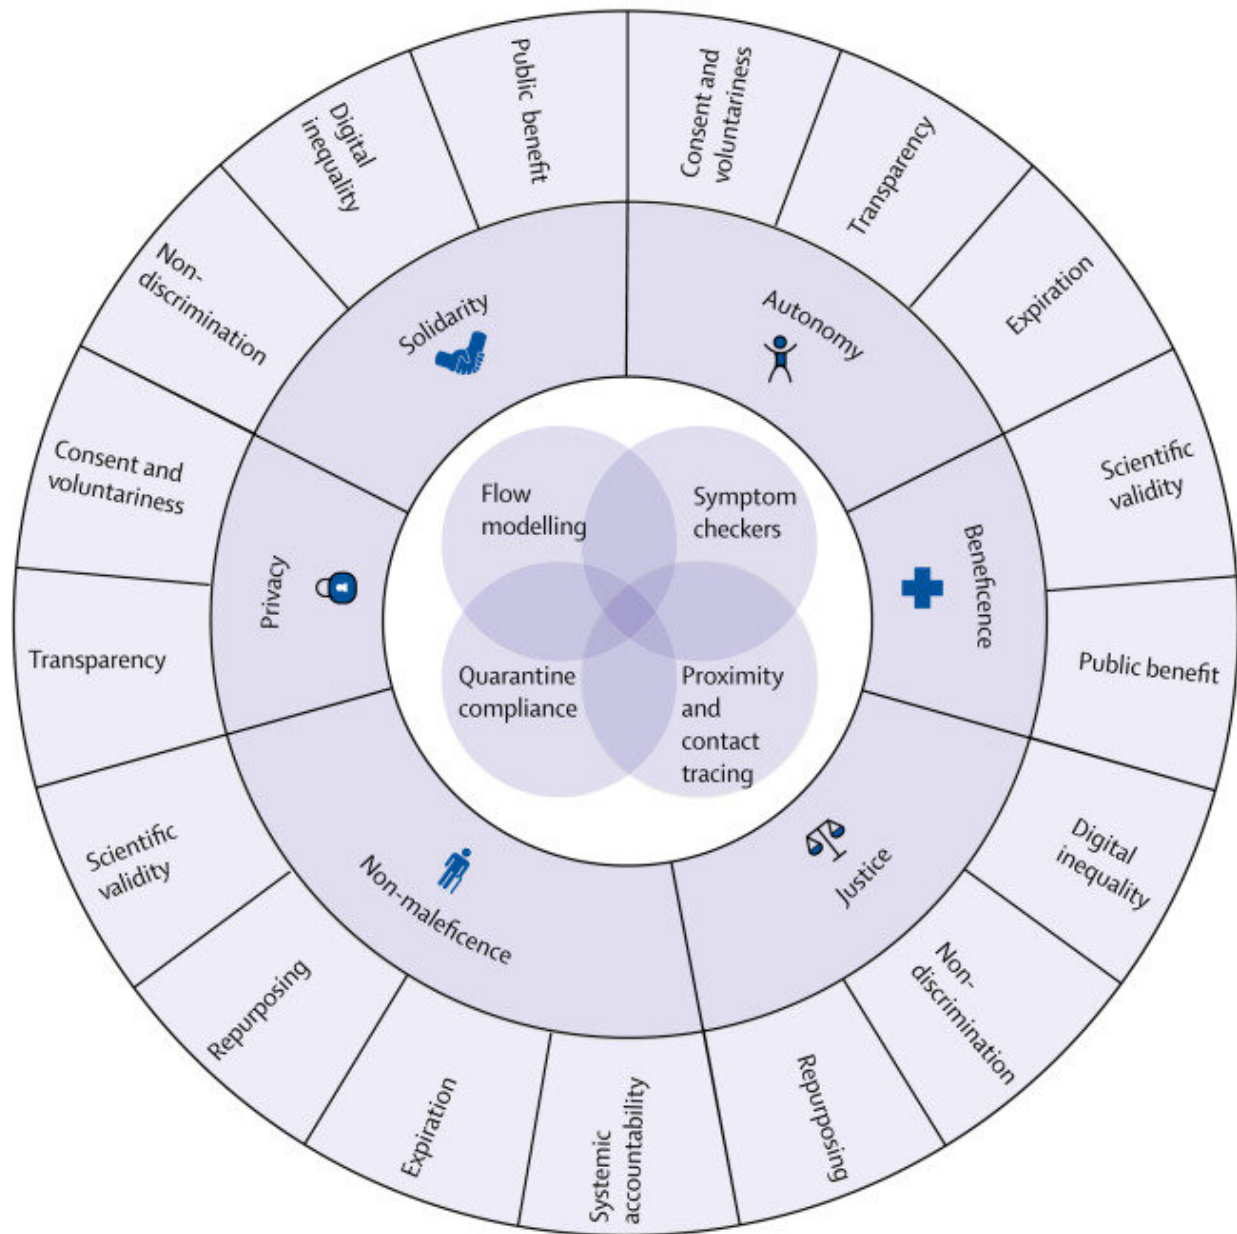 Public
benefit
Consent and
voluntariness
Transparency
Expiration
Scientific
validity
Public benefit
Digital
inequality
Non-
discrimination
Repurposing
Systemic
accountability
Expiration
Repurposing
Scientific
validity
Transparency
Consent and
voluntariness
Non-
discrimination
Digital
inequality
Solidarity
Autonomy
Beneficence
Justice
Non-maleficence
Privacy
Flow
modelling
Symptom
checkers
Quarantine
compliance
Proximity
and
contact
tracing